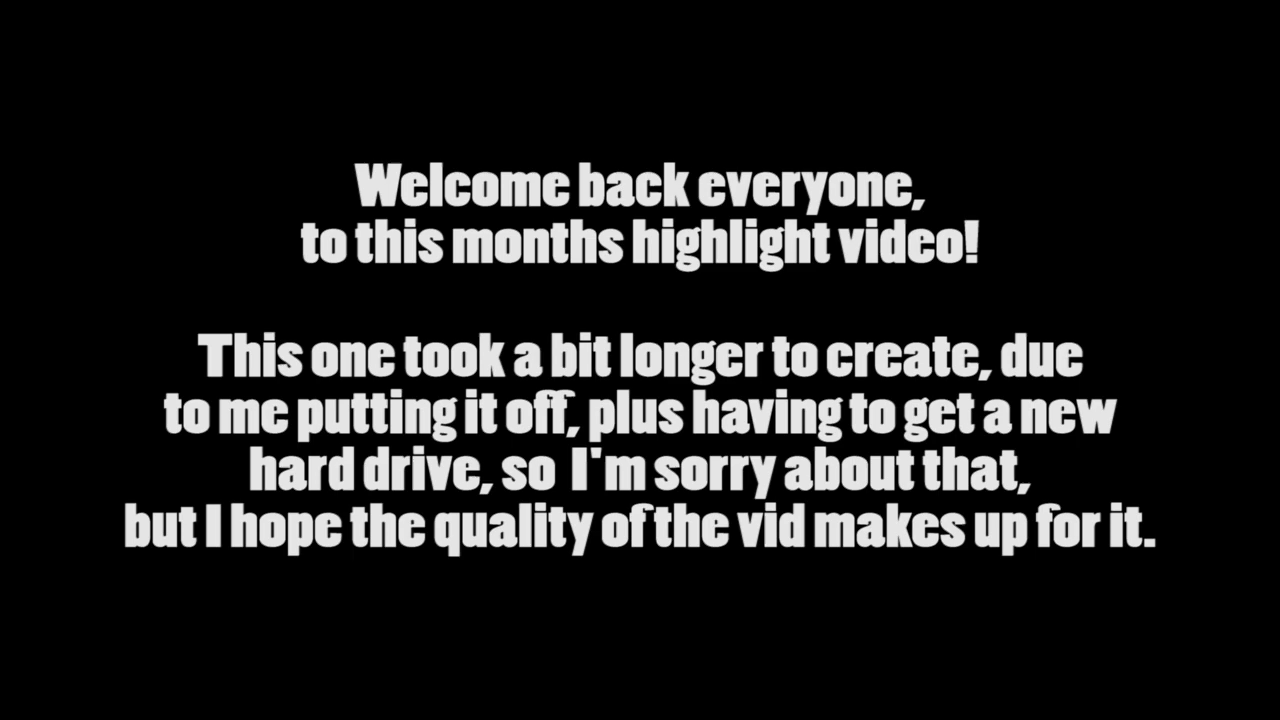 Welcome back everyone,
to this months highlight video!
This one took a bit longer to create, due
to me putting it off, plus having to get a new
hard drive, so I'm sorry about that,
but I hope the quality of the vid makes up for it.